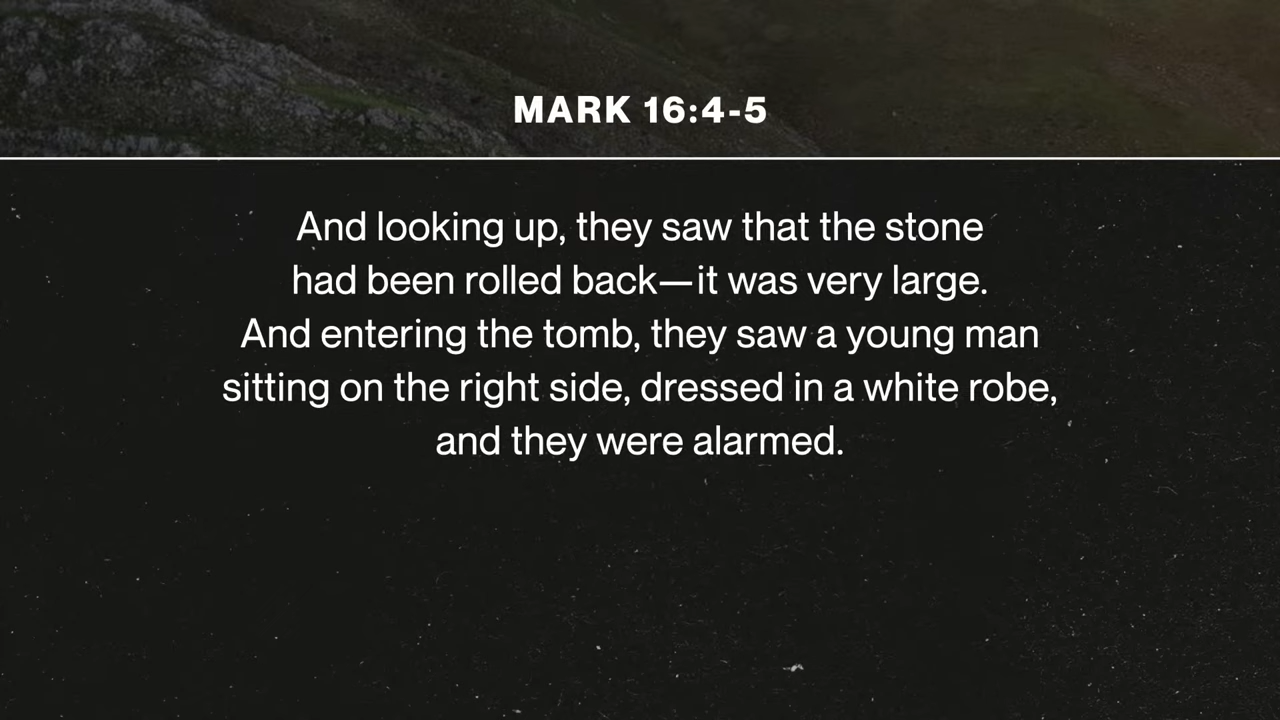 MARK 16:4-5
And looking up, they saw that the stone
had been rolled back—it was very large.
And entering the tomb, they saw a young man
sitting on the right side, dressed in a white robe,
and they were alarmed.